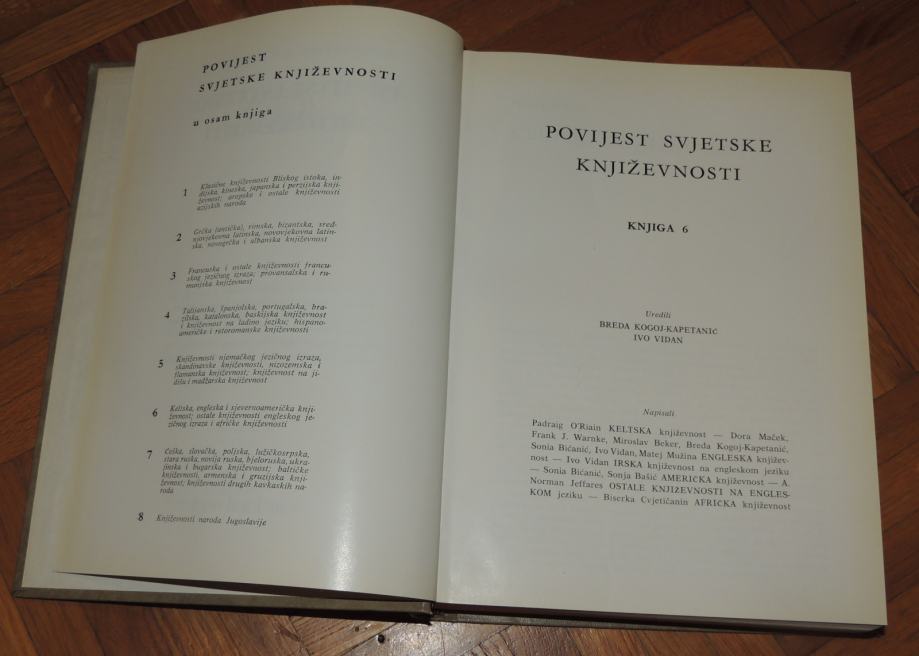 POVIJEST
SVJETSKE KNJIŽEVNOSTI
u osam knjiga
1 Klasične književnosti Bliskog istoka, in-
dijska, kineska, japanska i perzijska knji-
ževnost; arapske i ostale književnosti
azijskih naroda
2 Grčka (antička), rimska, bizantska, sred-
njovjekovna latinska, novovjekovna latin-
ska, novogrčka i albanska književnost
3 Francuska i ostale književnosti francu-
skog jezičnog izraza; provansalska i ru-
munjska književnost
4 Talijanska, španjolska, portugalska, bra-
zilska, katalonska, baskijska književnost
i književnost na ladino jeziku; hispano-
američke i retoromanske književnosti
5 Književnosti njemačkog jezičnog izraza,
skandinavske književnosti, nizozemska i
flamanska književnost; književnost na ji-
dišu i madžarska književnost
6 Keltska, engleska i sjevernoamerička knji-
ževnost; ostale književnosti engleskog je-
zičnog izraza i afričke književnosti
7 Češka, slovačka, poljska, lužičkosrpska,
stara ruska, novija ruska, bjeloruska, ukra-
jinska i bugarska književnost; baltičke
književnosti, armenska i gruzijska knji-
ževnost; književnosti drugih kavkaskih na-
roda
8 Književnosti naroda Jugoslavije
POVIJEST SVJETSKE
KNJIŽEVNOSTI
KNJIGA 6
Uredili
BREDA KOGOJ-KAPETANIĆ
IVO VIDAN
Napisali
Padraig O'Riain KELTSKA književnost — Dora Maček,
Frank J. Warnke, Miroslav Beker, Breda Kogoj-Kapetanić,
Sonia Bićanić, Ivo Vidan, Matej Mužina ENGLESKA književ-
nost — Ivo Vidan IRSKA književnost na engleskom jeziku
— Sonia Bićanić, Sonja Bašić AMERIČKA književnost — A.
Norman Jeffares OSTALE KNJIŽEVNOSTI NA ENGLES-
KOM jeziku — Biserka Cvjetičanin AFRIČKA književnost